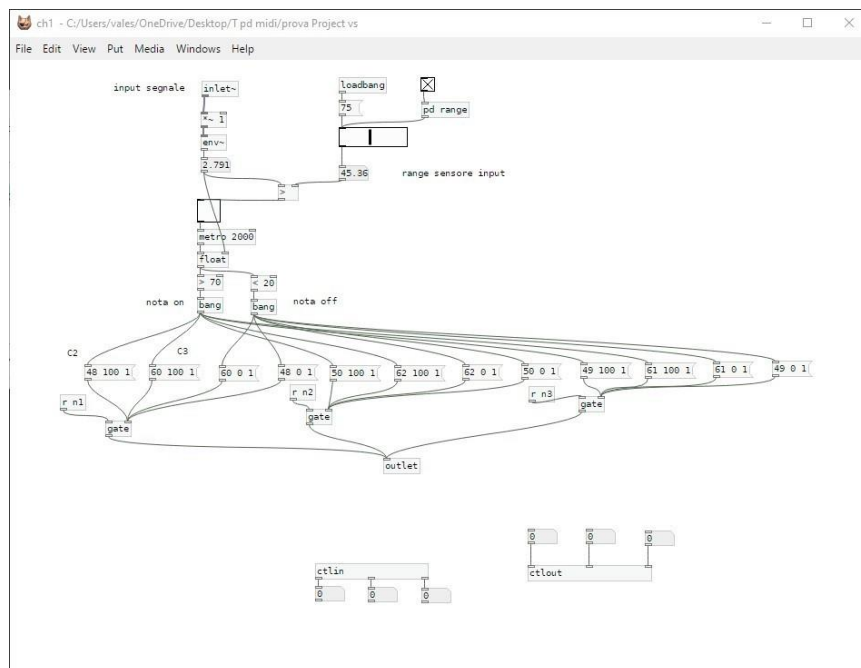 ch1 - C:/Users/vales/OneDrive/Desktop/T pd midi/prova Project vs
File Edit View Put Media Windows Help
input segnale
inlet~
loadbang
*~ 1
75
pd range
env~
2.791
45.36
range sensore input
>
metro 2000
float
> 70
< 20
nota on
bang
bang
nota off
C2
C3
48 100 1
60 100 1
60 0 1
48 0 1
50 100 1
62 100 1
62 0 1
50 0 1
49 100 1
61 100 1
61 0 1
49 0 1
r n1
r n2
r n3
gate
gate
gate
outlet
0
0
0
ctlin
ctlout
0
0
0